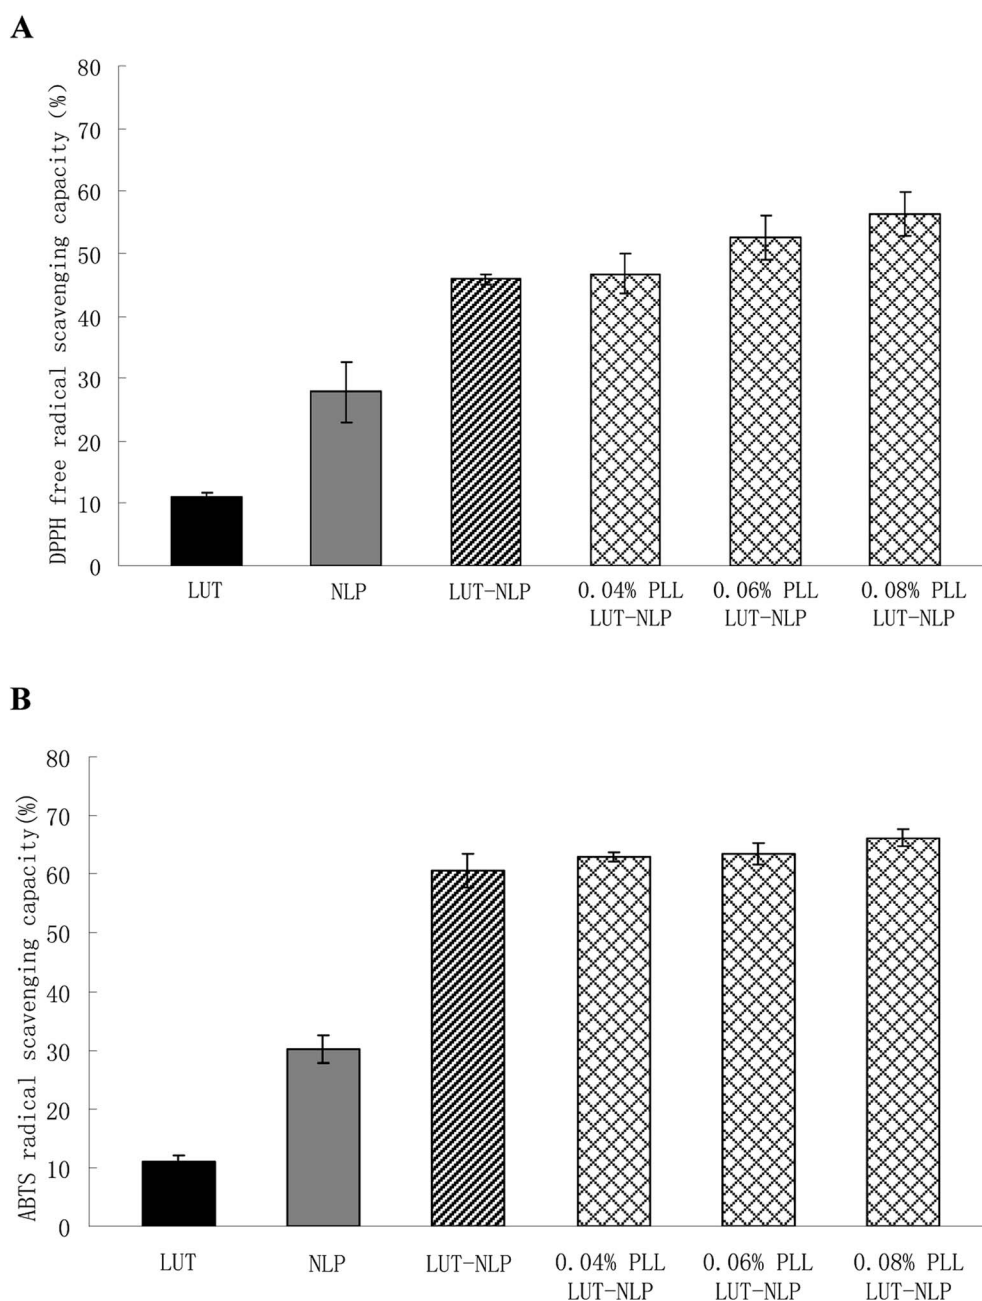 A
DPPH free radical scavenging capacity(%)
80
70
60
50
40
30
20
10
0
LUT NLP LUT-NLP 0.04% PLL 0.06% PLL 0.08% PLL
LUT-NLP LUT-NLP LUT-NLP
B
ABTS radical scavenging capacity(%)
80
70
60
50
40
30
20
10
0
LUT NLP LUT-NLP 0.04% PLL 0.06% PLL 0.08% PLL
LUT-NLP LUT-NLP LUT-NLP